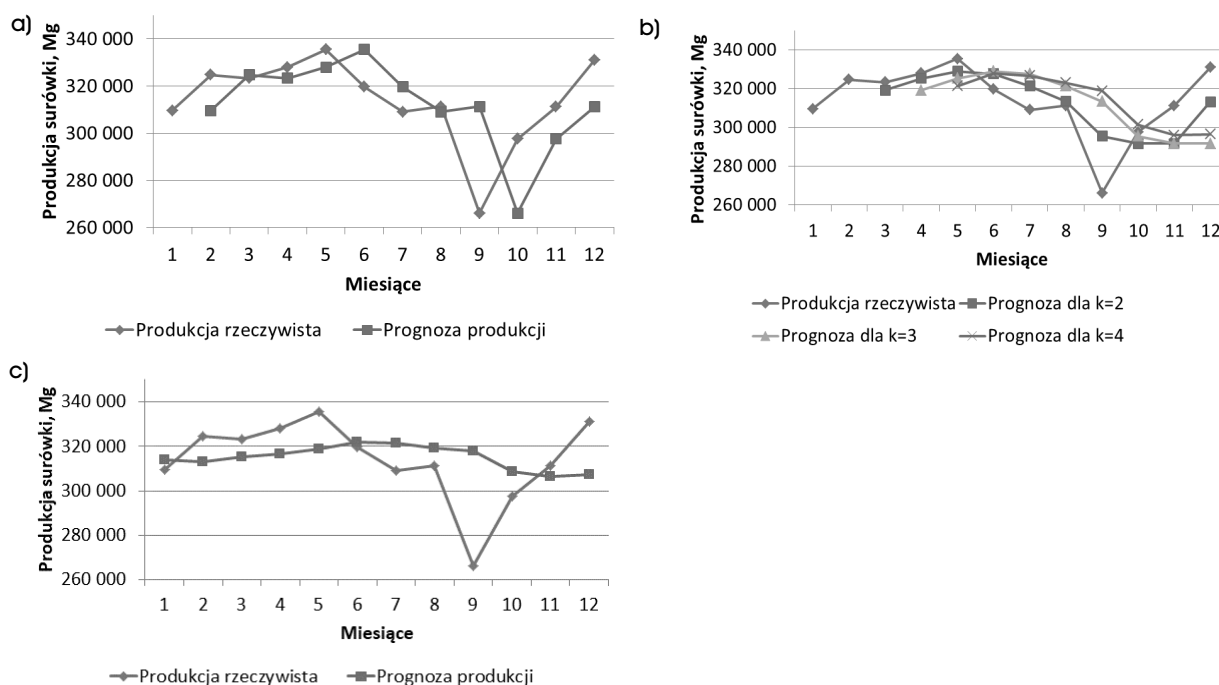 a)
Produkcja surówki, Mg
340 000
320 000
300 000
280 000
260 000
1 2 3 4 5 6 7 8 9 10 11 12
Miesiące
Produkcja rzeczywista Prognoza produkcji
b)
Produkcja surówki, Mg
340 000
320 000
300 000
280 000
260 000
1 2 3 4 5 6 7 8 9 10 11 12
Miesiące
Produkcja rzeczywista Prognoza dla k=2
Prognoza dla k=3 Prognoza dla k=4
c)
Produkcja surówki, Mg
340 000
320 000
300 000
280 000
260 000
1 2 3 4 5 6 7 8 9 10 11 12
Miesiące
Produkcja rzeczywista Prognoza produkcji